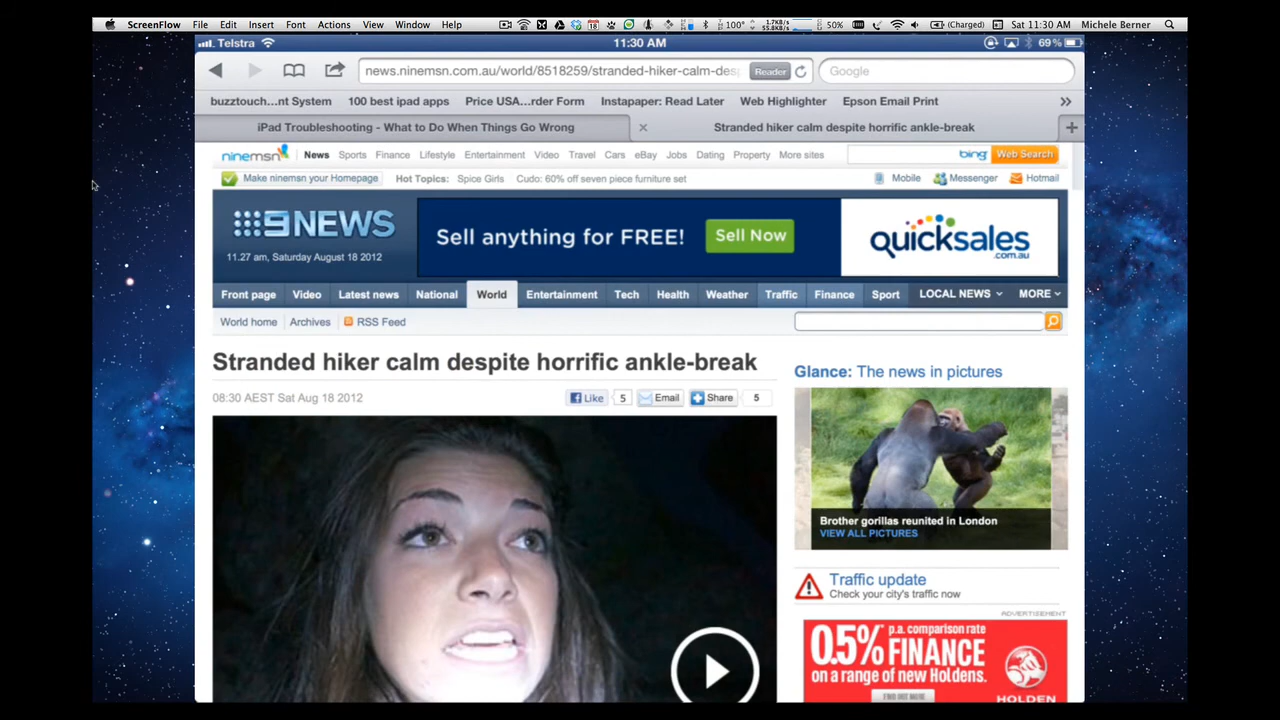 ScreenFlow File Edit Insert Font Actions View Window Help 100° 1.7KB/s 55.8KB/s 50% (Charged) Sat 11:30 AM Michele Berner
Telstra 11:30 AM 69%
news.ninemsn.com.au/world/8518259/stranded-hiker-calm-des Reader Google
buzztouch...nt System 100 best ipad apps Price USA...rder Form Instapaper: Read Later Web Highlighter Epson Email Print
iPad Troubleshooting - What to Do When Things Go Wrong Stranded hiker calm despite horrific ankle-break
ninemsn News Sports Finance Lifestyle Entertainment Video Travel Cars eBay Jobs Dating Property More sites bing Web Search
Make ninemsn your Homepage Hot Topics: Spice Girls Cudo: 60% off seven piece furniture set Mobile Messenger Hotmail
9NEWS
11.27 am, Saturday August 18 2012
Sell anything for FREE! Sell Now
quicksales
.com.au
Front page Video Latest news National World Entertainment Tech Health Weather Traffic Finance Sport LOCAL NEWS MORE
World home Archives RSS Feed
Stranded hiker calm despite horrific ankle-break
08:30 AEST Sat Aug 18 2012 Like 5 Email Share 5
Glance: The news in pictures
Brother gorillas reunited in London
VIEW ALL PICTURES
Traffic update
Check your city's traffic now
ADVERTISEMENT
0.5% p.a. comparison rate
FINANCE
on a range of new Holdens.
FIND OUT MORE
HOLDEN